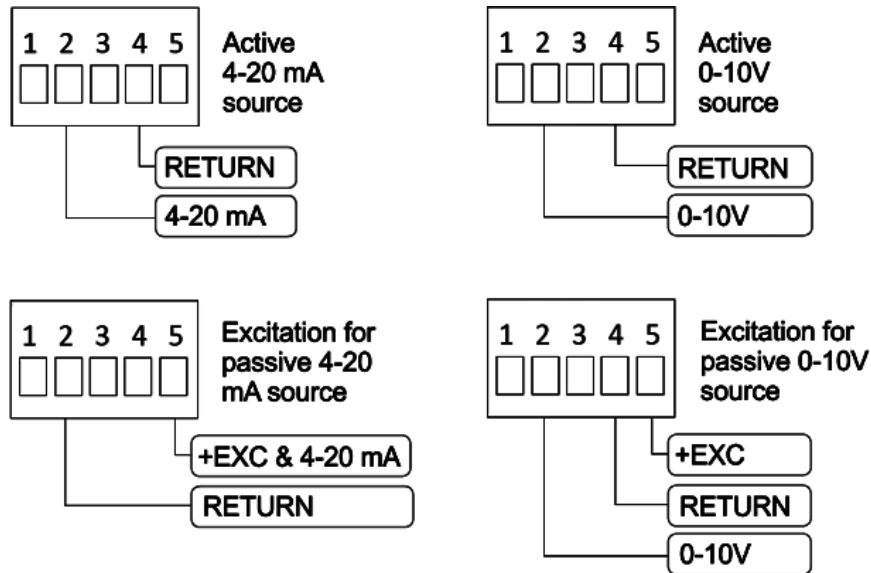 1 2 3 4 5
Active
4-20 mA
source
RETURN
4-20 mA
1 2 3 4 5
Active
0-10V
source
RETURN
0-10V
1 2 3 4 5
Excitation for
passive 4-20
mA source
+EXC & 4-20 mA
RETURN
1 2 3 4 5
Excitation for
passive 0-10V
source
+EXC
RETURN
0-10V